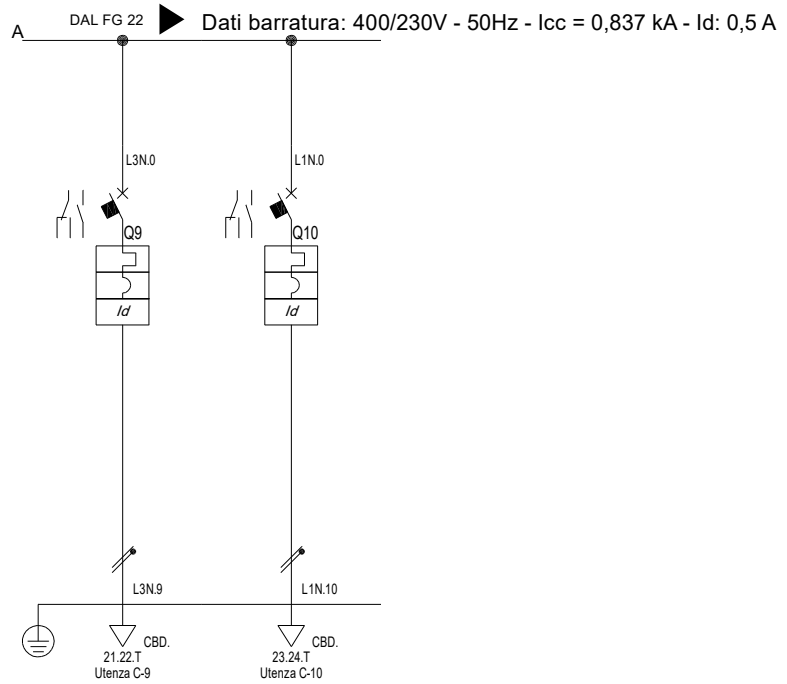 DAL FG 22 Dati barratura: 400/230V - 50Hz - Icc = 0,837 kA - Id: 0,5 A
A
L3N.0 L1N.0
Q9 Q10
Id Id
L3N.9 L1N.10
CBD. CBD.
21.22.T 23.24.T
Utenza C-9 Utenza C-10